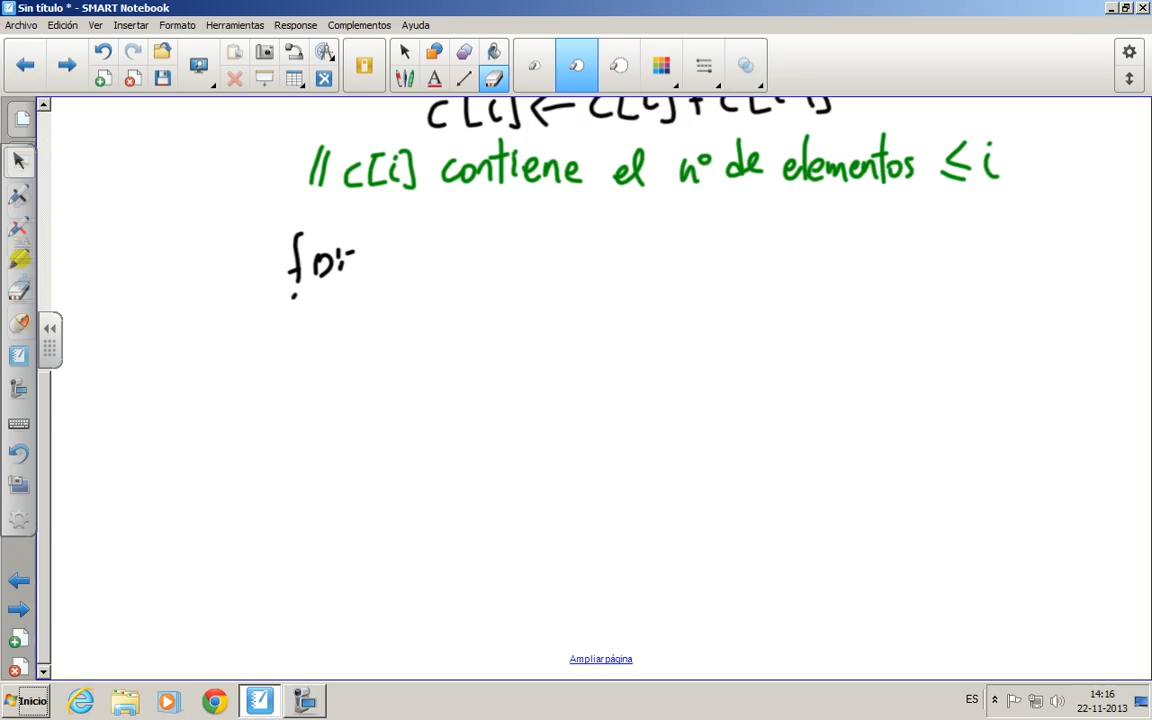 Sin título * - SMART Notebook
Archivo Edición Ver Insertar Formato Herramientas Response Complementos Ayuda
// c[i] contiene el nº de elementos ≤ i
for
Ampliar página
Inicio
ES
14:16
22-11-2013